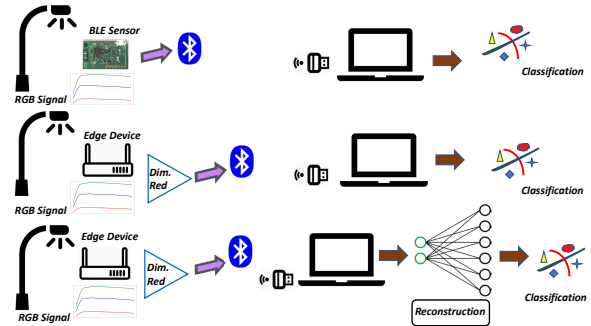 BLE Sensor
RGB Signal
Classification
Edge Device
Dim.
Red
RGB Signal
Classification
Edge Device
Dim.
Red
RGB Signal
Reconstruction
Classification